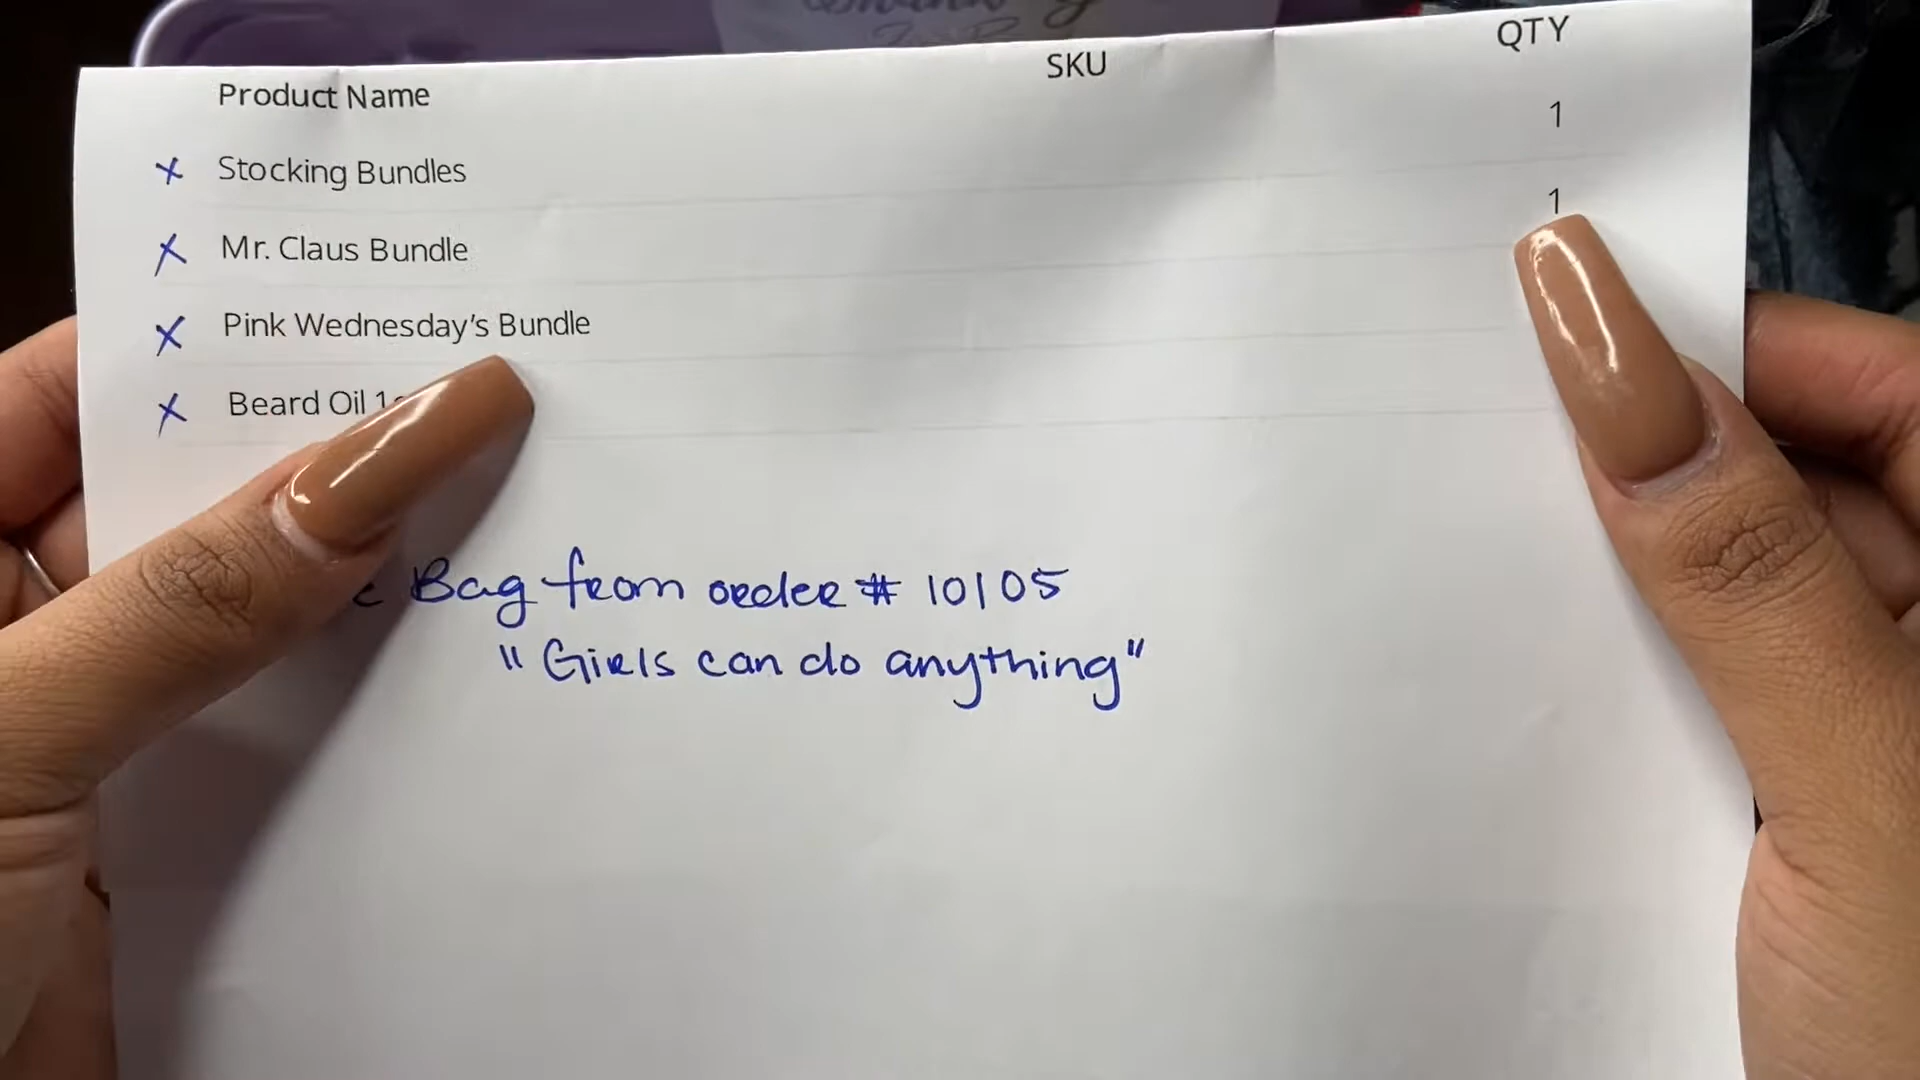 Product Name SKU QTY
Stocking Bundles 1
Mr. Claus Bundle 1
Pink Wednesday's Bundle
Beard Oil
Bag from order # 10105
"Girls can do anything"